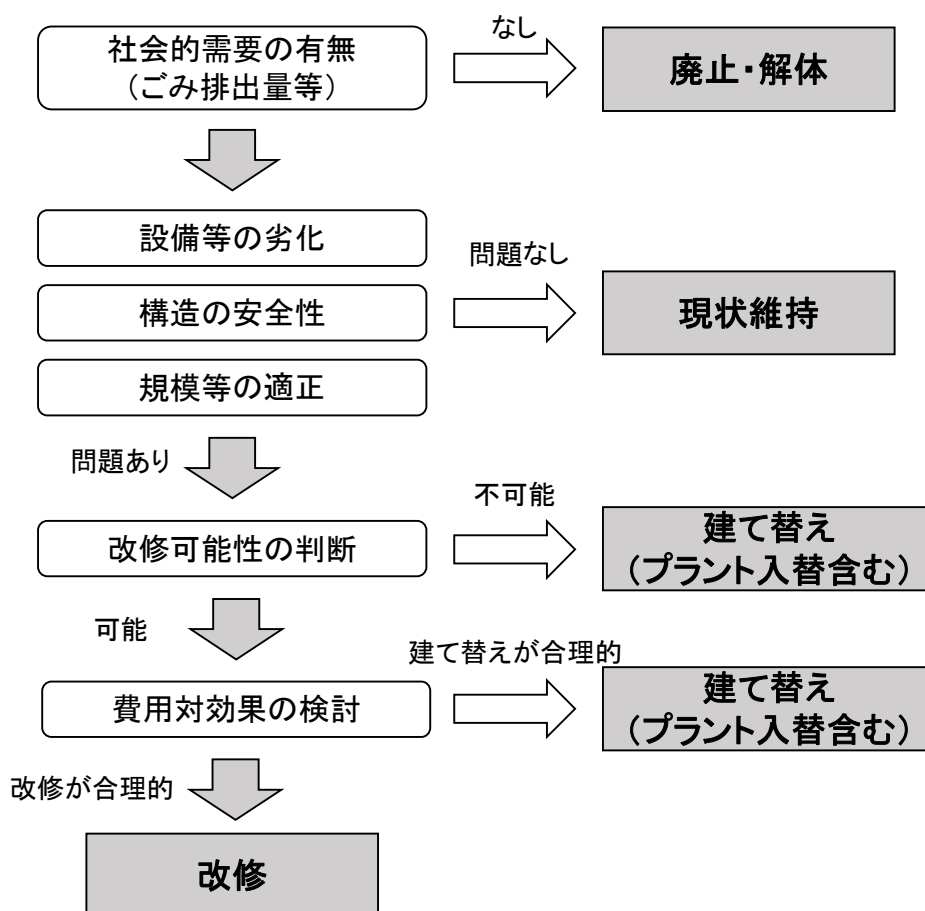 社会的需要の有無
(ごみ排出量等)
なし
廃止・解体
設備等の劣化
構造の安全性
規模等の適正
問題なし
現状維持
問題あり
改修可能性の判断
不可能
建て替え
(プラント入替含む)
可能
費用対効果の検討
建て替えが合理的
建て替え
(プラント入替含む)
改修が合理的
改修